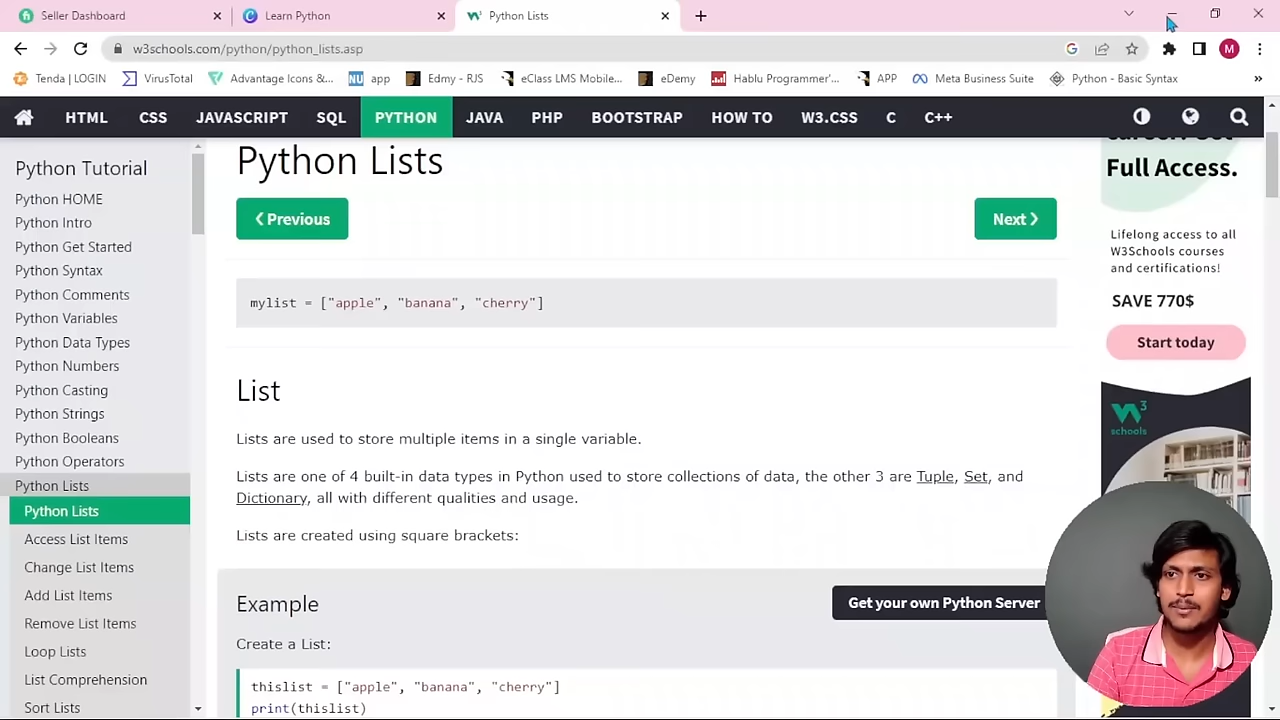 Seller Dashboard
Learn Python
Python Lists
w3schools.com/python/python_lists.asp
M
Tenda | LOGIN
VirusTotal
Advantage Icons &...
NU app
Edmy - RJS
eClass LMS Mobile...
eDemy
Hablu Programmer'...
APP
Meta Business Suite
Python - Basic Syntax
»
HTML
CSS
JAVASCRIPT
SQL
PYTHON
JAVA
PHP
BOOTSTRAP
HOW TO
W3.CSS
C
C++
Python Tutorial
Python HOME
Python Intro
Python Get Started
Python Syntax
Python Comments
Python Variables
Python Data Types
Python Numbers
Python Casting
Python Strings
Python Booleans
Python Operators
Python Lists
Python Lists
Access List Items
Change List Items
Add List Items
Remove List Items
Loop Lists
List Comprehension
Sort Lists
Python Lists
❮ Previous
Next ❯
mylist = ["apple", "banana", "cherry"]
List
Lists are used to store multiple items in a single variable.
Lists are one of 4 built-in data types in Python used to store collections of data, the other 3 are Tuple, Set, and
Dictionary, all with different qualities and usage.
Lists are created using square brackets:
Example
Get your own Python Server
Create a List:
thislist = ["apple", "banana", "cherry"]
print(thislist)
career. Get
Full Access.
Lifelong access to all
W3Schools courses
and certifications!
SAVE 770$
Start today
W3
schools